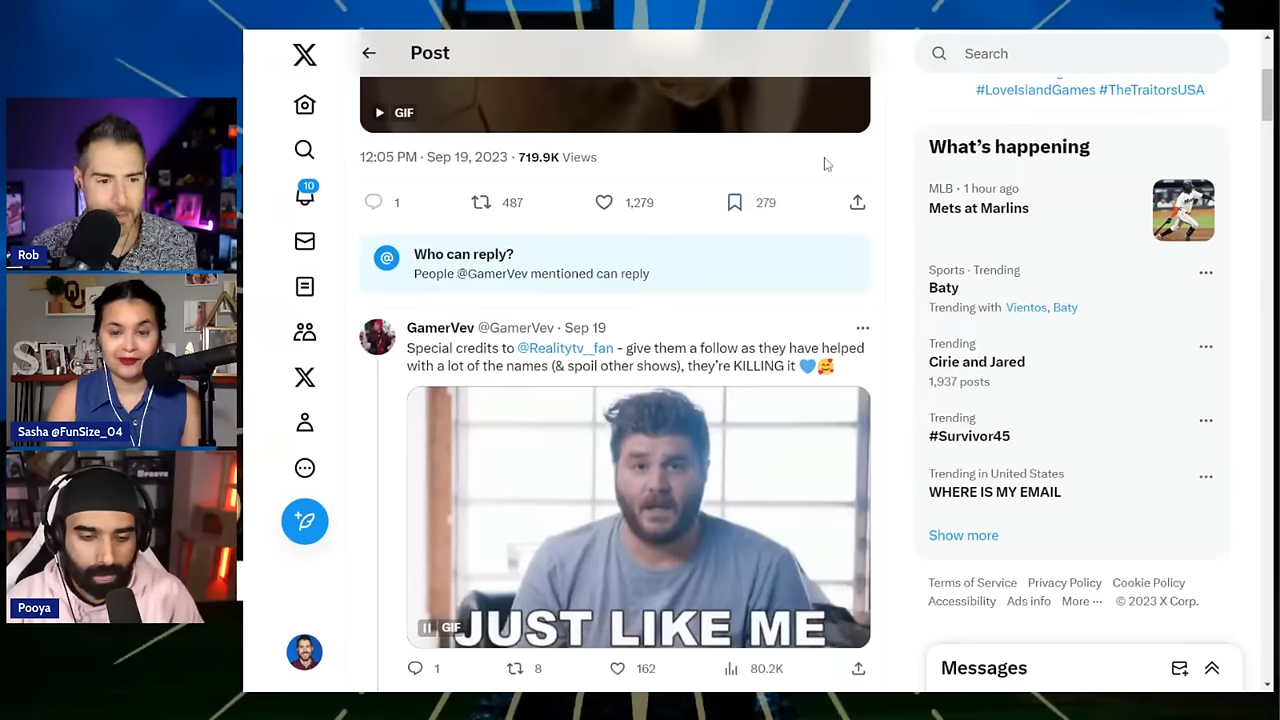 Rob
Sasha @FunSize_04
Pooya
10
Post
GIF
12:05 PM · Sep 19, 2023 · 719.9K Views
1 487 1,279 279
@ Who can reply?
People @GamerVev mentioned can reply
GamerVev @GamerVev · Sep 19
Special credits to @Realitytv__fan - give them a follow as they have helped
with a lot of the names (& spoil other shows), they're KILLING it 💙🥰
GIF
JUST LIKE ME
1 8 162 80.2K
Search
#LoveIslandGames #TheTraitorsUSA
What's happening
MLB · 1 hour ago
Mets at Marlins
Sports · Trending
Baty
Trending with Vientos, Baty
Trending
Cirie and Jared
1,937 posts
Trending
#Survivor45
Trending in United States
WHERE IS MY EMAIL
Show more
Terms of Service Privacy Policy Cookie Policy
Accessibility Ads info More ··· © 2023 X Corp.
Messages